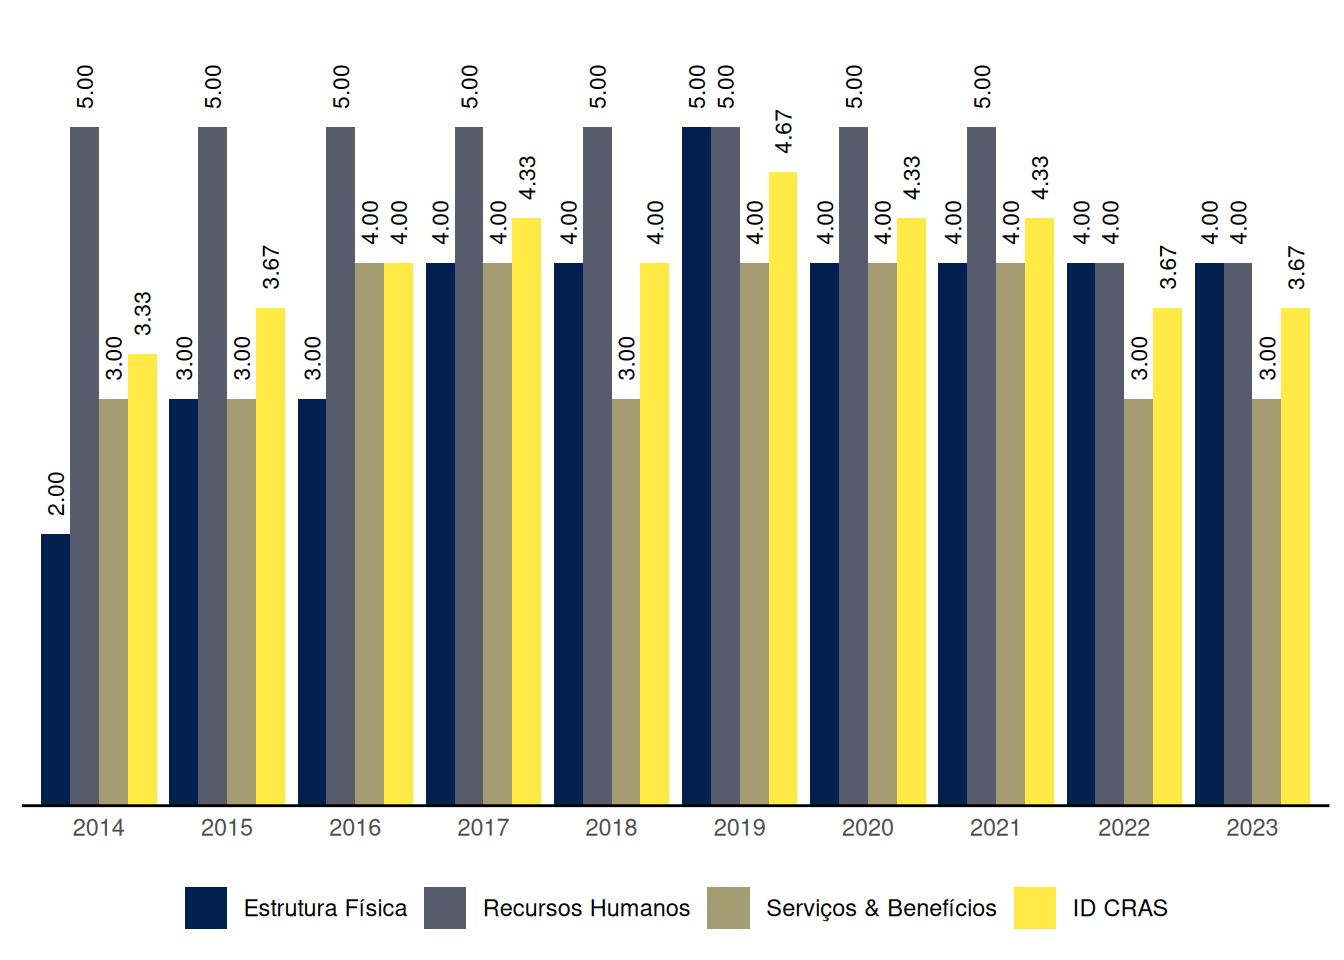 2.00 5.00 3.00 3.33 3.00 5.00 3.00 3.67 3.00 5.00 4.00 4.00 4.00 5.00 4.00 4.33 4.00 5.00 3.00 4.00 5.00 5.00 4.00 4.67 4.00 5.00 4.00 4.33 4.00 5.00 4.00 4.33 4.00 4.00 3.00 3.67 4.00 4.00 3.00 3.67
2014 2015 2016 2017 2018 2019 2020 2021 2022 2023
Estrutura Física Recursos Humanos Serviços & Benefícios ID CRAS